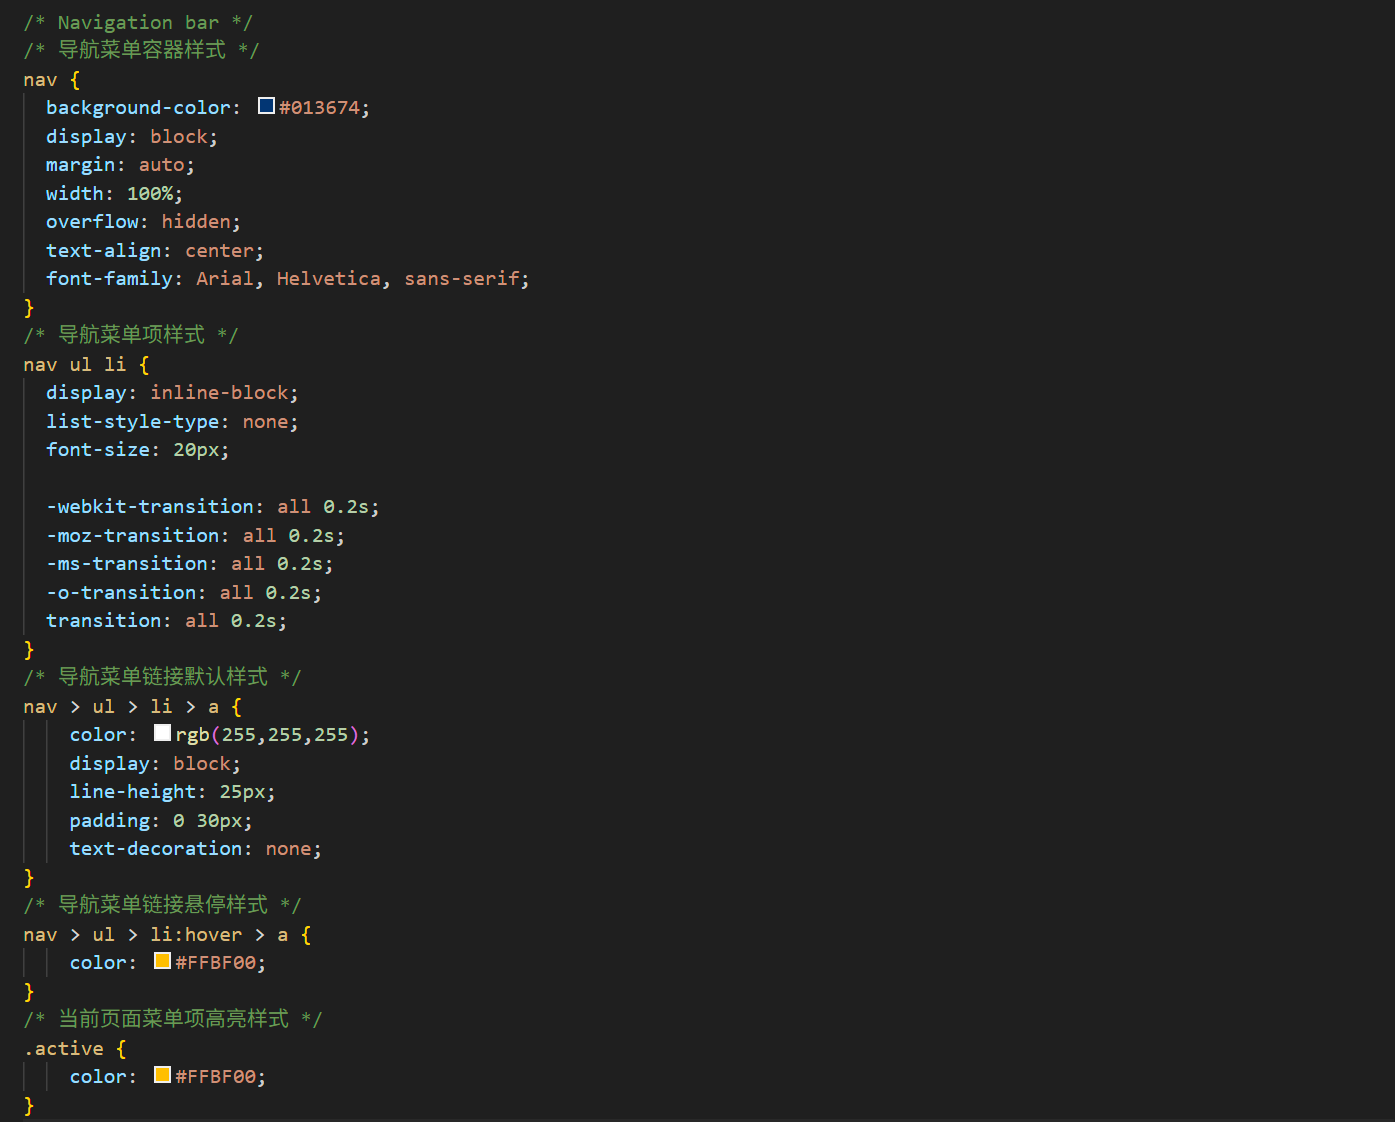 /* Navigation bar */
/* 导航菜单容器样式 */
nav {
background-color: #013674;
display: block;
margin: auto;
width: 100%;
overflow: hidden;
text-align: center;
font-family: Arial, Helvetica, sans-serif;
}
/* 导航菜单项样式 */
nav ul li {
display: inline-block;
list-style-type: none;
font-size: 20px;
-webkit-transition: all 0.2s;
-moz-transition: all 0.2s;
-ms-transition: all 0.2s;
-o-transition: all 0.2s;
transition: all 0.2s;
}
/* 导航菜单链接默认样式 */
nav > ul > li > a {
color: rgb(255,255,255);
display: block;
line-height: 25px;
padding: 0 30px;
text-decoration: none;
}
/* 导航菜单链接悬停样式 */
nav > ul > li:hover > a {
color: #FFBF00;
}
/* 当前页面菜单项高亮样式 */
.active {
color: #FFBF00;
}